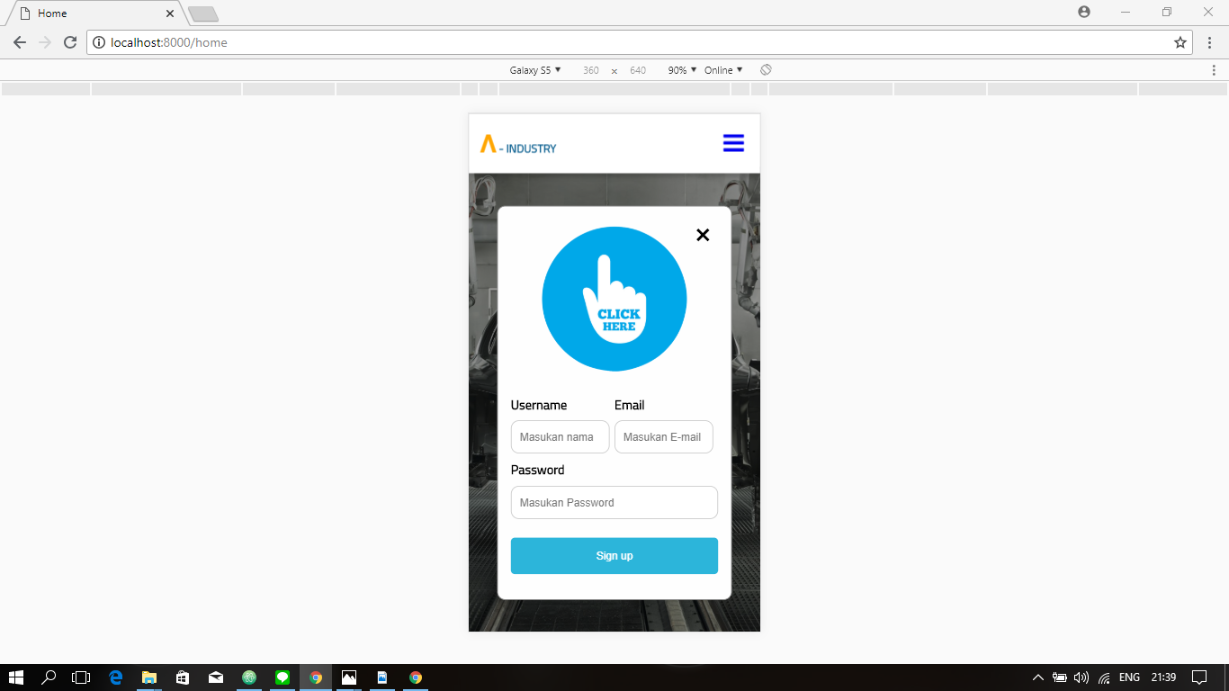 Home
localhost:8000/home
Galaxy S5 360 x 640 90% Online
- INDUSTRY
CLICK
HERE
Username Email
Masukan nama Masukan E-mail
Password
Masukan Password
Sign up
ENG 21:39